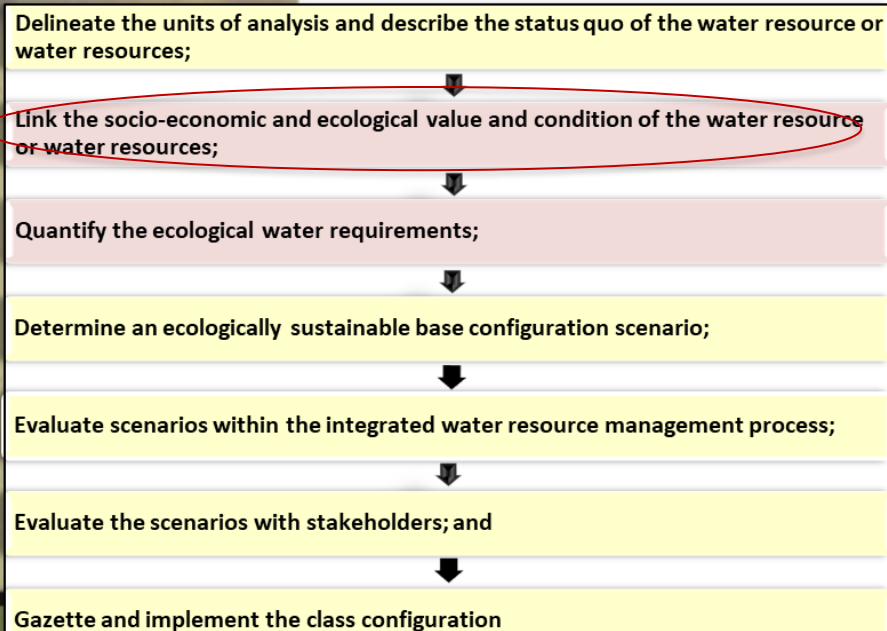 Delineate the units of analysis and describe the status quo of the water resource or
water resources;
Link the socio-economic and ecological value and condition of the water resource
or water resources;
Quantify the ecological water requirements;
Determine an ecologically sustainable base configuration scenario;
Evaluate scenarios within the integrated water resource management process;
Evaluate the scenarios with stakeholders; and
Gazette and implement the class configuration